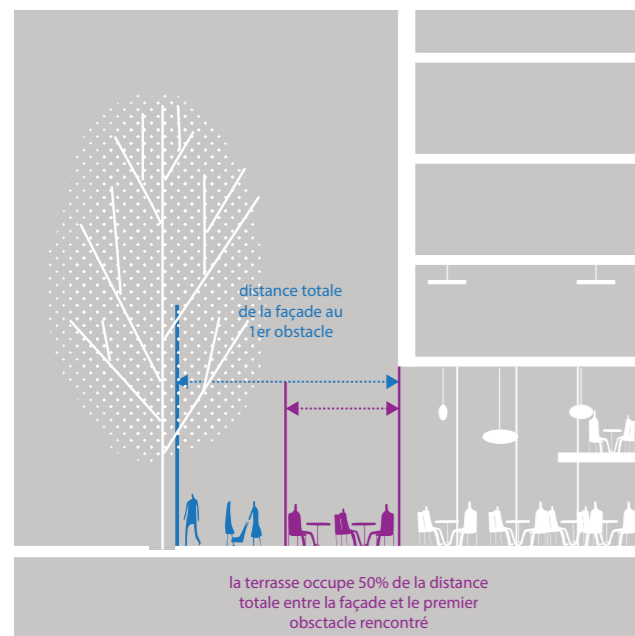 distance totale
de la façade au
1er obstacle
la terrasse occupe 50% de la distance
totale entre la façade et le premier
obsctacle rencontré